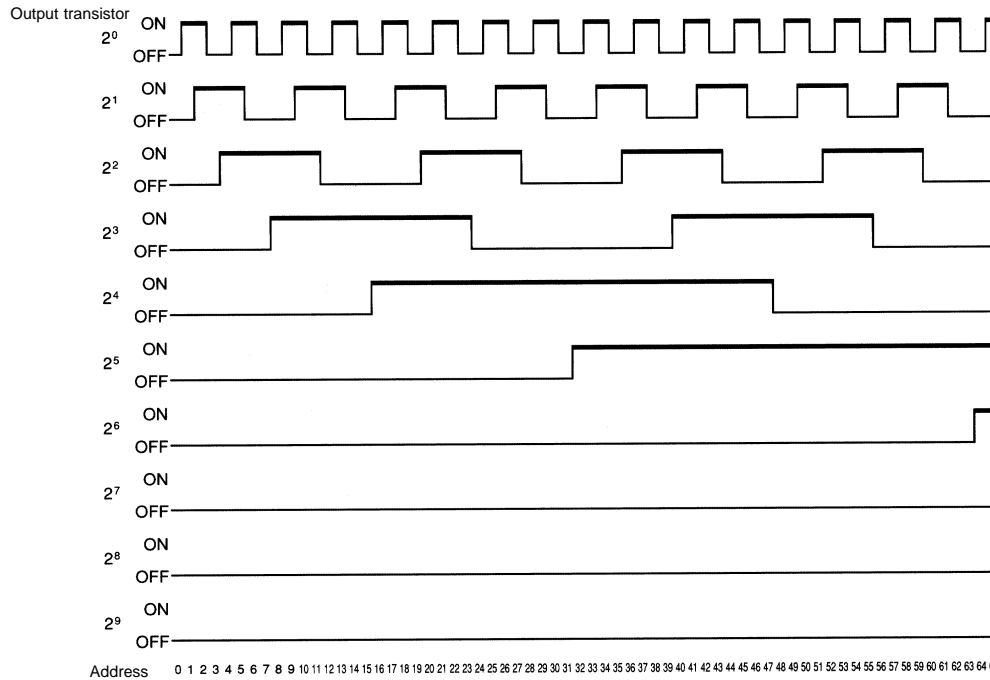 Output transistor
2⁰ ON
OFF
2¹ ON
OFF
2² ON
OFF
2³ ON
OFF
2⁴ ON
OFF
2⁵ ON
OFF
2⁶ ON
OFF
2⁷ ON
OFF
2⁸ ON
OFF
2⁹ ON
OFF
Address 0 1 2 3 4 5 6 7 8 9 10 11 12 13 14 15 16 17 18 19 20 21 22 23 24 25 26 27 28 29 30 31 32 33 34 35 36 37 38 39 40 41 42 43 44 45 46 47 48 49 50 51 52 53 54 55 56 57 58 59 60 61 62 63 64